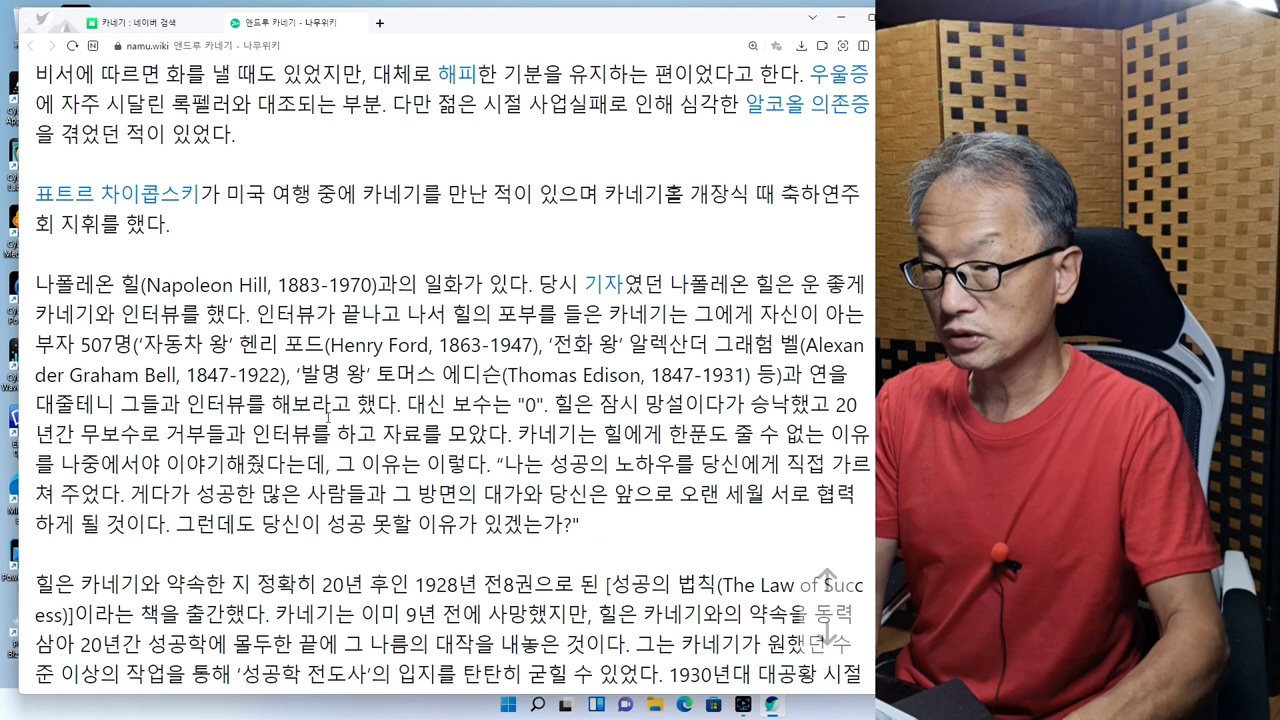 카네기 : 네이버 검색
앤드루 카네기 - 나무위키
namu.wiki 앤드루 카네기 - 나무위키
비서에 따르면 화를 낼 때도 있었지만, 대체로 해피한 기분을 유지하는 편이었다고 한다. 우울증
에 자주 시달린 록펠러와 대조되는 부분. 다만 젊은 시절 사업실패로 인해 심각한 알코올 의존증
을 겪었던 적이 있었다.
표트르 차이콥스키가 미국 여행 중에 카네기를 만난 적이 있으며 카네기홀 개장식 때 축하연주
회 지휘를 했다.
나폴레온 힐(Napoleon Hill, 1883-1970)과의 일화가 있다. 당시 기자였던 나폴레온 힐은 운 좋게
카네기와 인터뷰를 했다. 인터뷰가 끝나고 나서 힐의 포부를 들은 카네기는 그에게 자신이 아는
부자 507명(‘자동차 왕’ 헨리 포드(Henry Ford, 1863-1947), ‘전화 왕’ 알렉산더 그래험 벨(Alexan
der Graham Bell, 1847-1922), ‘발명 왕’ 토머스 에디슨(Thomas Edison, 1847-1931) 등)과 연을
대줄테니 그들과 인터뷰를 해보라고 했다. 대신 보수는 "0". 힐은 잠시 망설이다가 승낙했고 20
년간 무보수로 거부들과 인터뷰를 하고 자료를 모았다. 카네기는 힐에게 한푼도 줄 수 없는 이유
를 나중에서야 이야기해줬다는데, 그 이유는 이렇다. “나는 성공의 노하우를 당신에게 직접 가르
쳐 주었다. 게다가 성공한 많은 사람들과 그 방면의 대가와 당신은 앞으로 오랜 세월 서로 협력
하게 될 것이다. 그런데도 당신이 성공 못할 이유가 있겠는가?"
힐은 카네기와 약속한 지 정확히 20년 후인 1928년 전8권으로 된 [성공의 법칙(The Law of Succ
ess)]이라는 책을 출간했다. 카네기는 이미 9년 전에 사망했지만, 힐은 카네기와의 약속을 동력
삼아 20년간 성공학에 몰두한 끝에 그 나름의 대작을 내놓은 것이다. 그는 카네기가 원했던 수
준 이상의 작업을 통해 ‘성공학 전도사’의 입지를 탄탄히 굳힐 수 있었다. 1930년대 대공황 시절